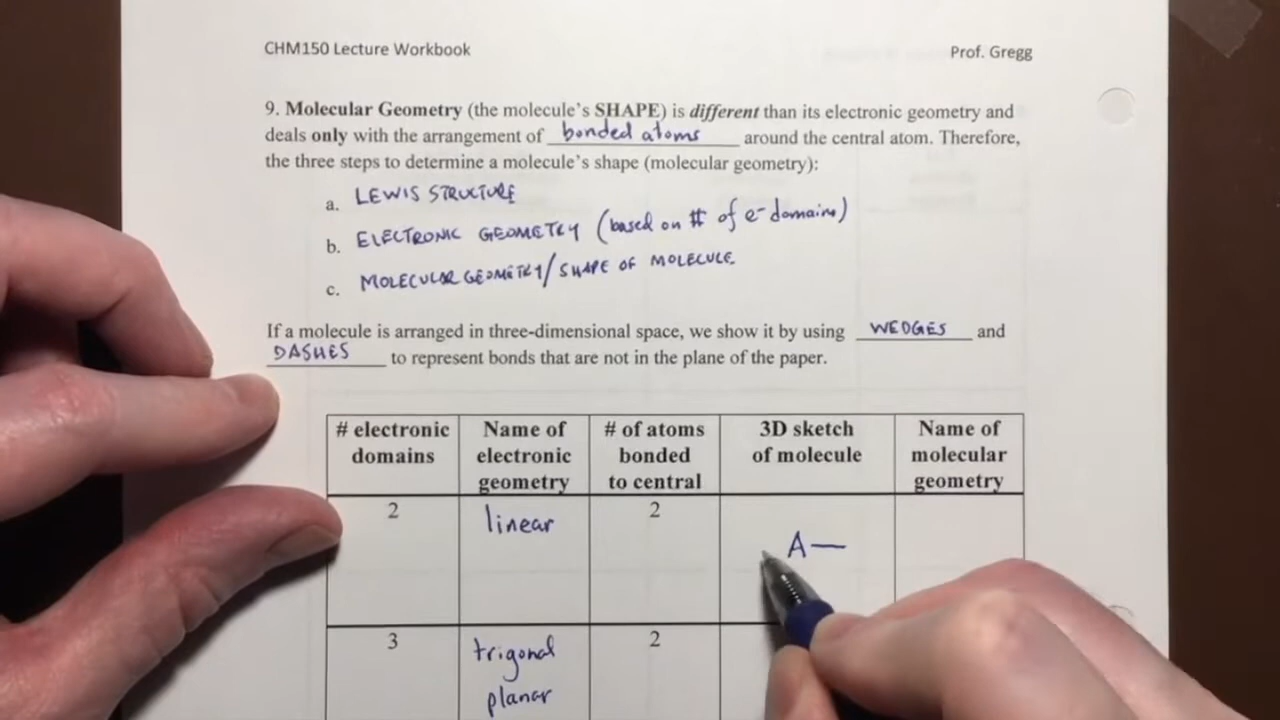 CHM150 Lecture Workbook Prof. Gregg
9. Molecular Geometry (the molecule's SHAPE) is different than its electronic geometry and
deals only with the arrangement of bonded atoms around the central atom. Therefore,
the three steps to determine a molecule's shape (molecular geometry):
a. LEWIS STRUCTURE
b. ELECTRONIC GEOMETRY (based on # of e- domains)
c. MOLECULAR GEOMETRY/SHAPE OF MOLECULE
If a molecule is arranged in three-dimensional space, we show it by using WEDGES and
DASHES to represent bonds that are not in the plane of the paper.
# electronic
domains
Name of
electronic
geometry
# of atoms
bonded
to central
3D sketch
of molecule
Name of
molecular
geometry
2
linear
2
A—
3
trigonal
planar
2